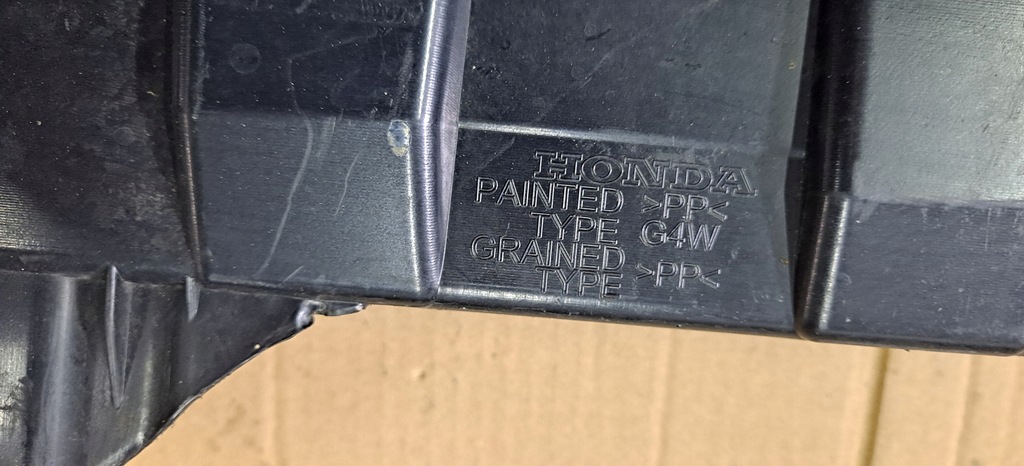 HONDA
PAINTED >PP<
TYPE G4W
GRAINED >PP<
TYPE